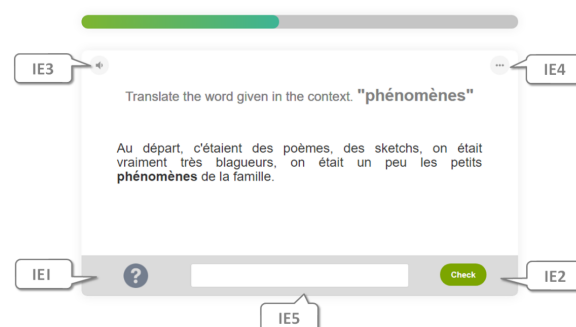 IE3
IE4
Translate the word given in the context. "phénomènes"
Au départ, c'étaient des poèmes, des sketchs, on était
vraiment très blagueurs, on était un peu les petits
phénomènes de la famille.
IE1
?
Check
IE2
IE5